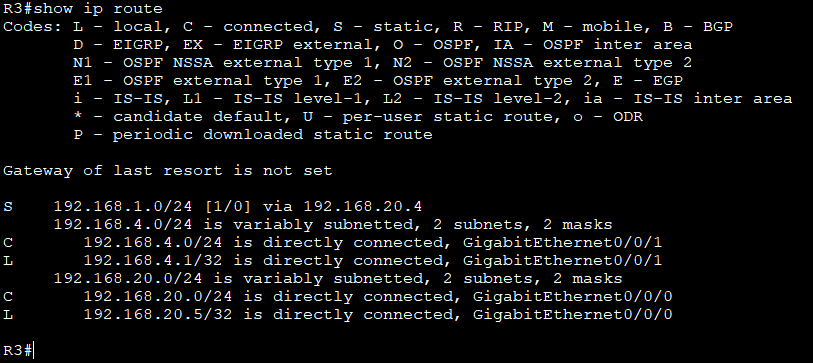 R3#show ip route
Codes: L - local, C - connected, S - static, R - RIP, M - mobile, B - BGP
       D - EIGRP, EX - EIGRP external, O - OSPF, IA - OSPF inter area
       N1 - OSPF NSSA external type 1, N2 - OSPF NSSA external type 2
       E1 - OSPF external type 1, E2 - OSPF external type 2, E - EGP
       i - IS-IS, L1 - IS-IS level-1, L2 - IS-IS level-2, ia - IS-IS inter area
       * - candidate default, U - per-user static route, o - ODR
       P - periodic downloaded static route

Gateway of last resort is not set

S    192.168.1.0/24 [1/0] via 192.168.20.4
     192.168.4.0/24 is variably subnetted, 2 subnets, 2 masks
C       192.168.4.0/24 is directly connected, GigabitEthernet0/0/1
L       192.168.4.1/32 is directly connected, GigabitEthernet0/0/1
     192.168.20.0/24 is variably subnetted, 2 subnets, 2 masks
C       192.168.20.0/24 is directly connected, GigabitEthernet0/0/0
L       192.168.20.5/32 is directly connected, GigabitEthernet0/0/0

R3#